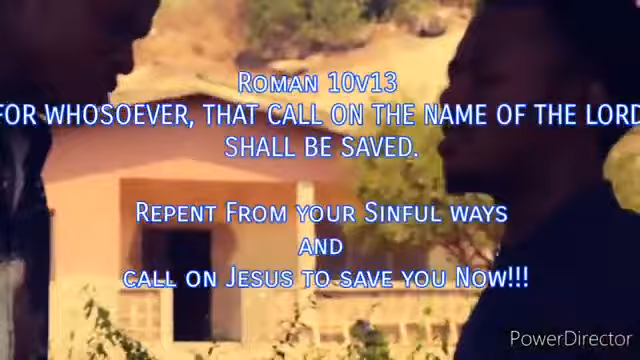 Roman 10v13
FOR WHOSOEVER, THAT CALL ON THE NAME OF THE LORD
SHALL BE SAVED.
Repent From your Sinful ways
and
call on Jesus to save you Now!!!
PowerDirector